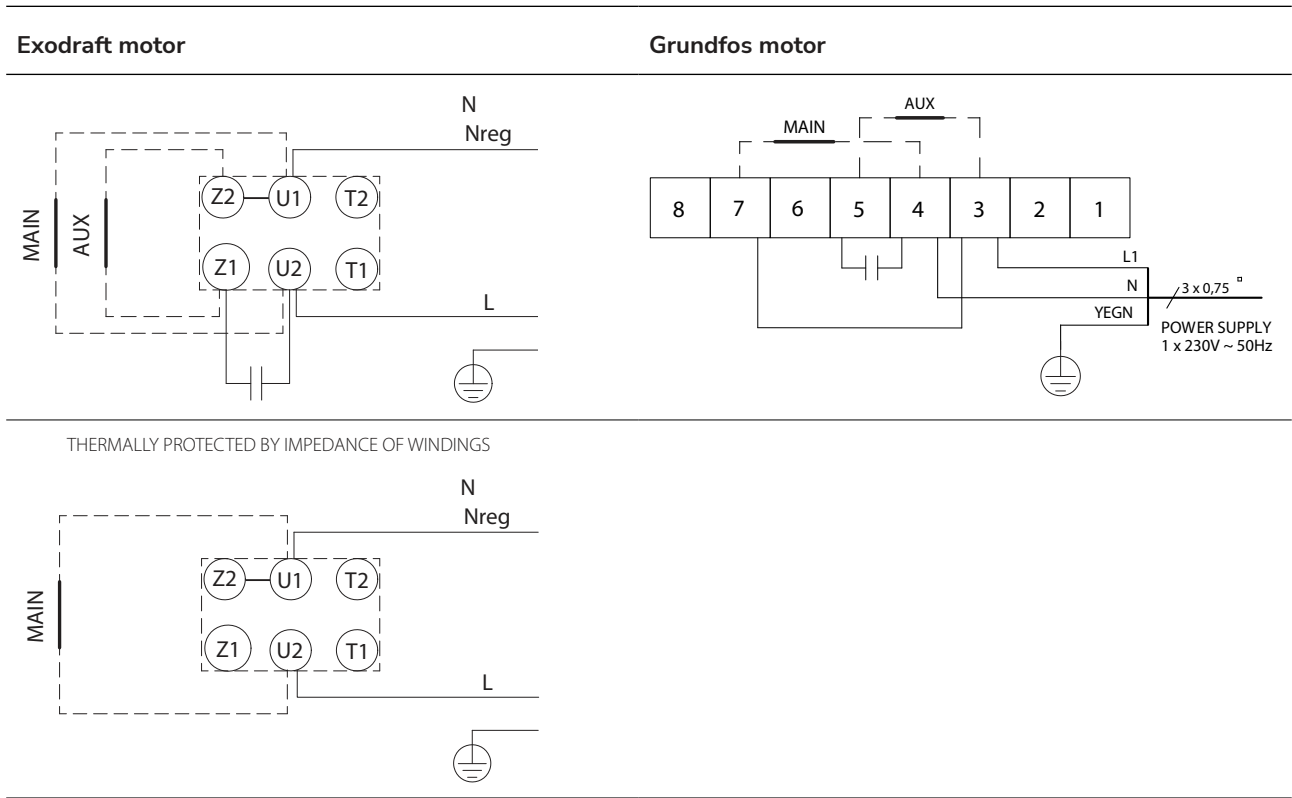 Exodraft motor
Grundfos motor
N
Nreg
MAIN
AUX
Z2 U1 T2
Z1 U2 T1
L
AUX
MAIN
8 7 6 5 4 3 2 1
L1
N
3 x 0,75
YEGN
POWER SUPPLY
1 x 230V ~ 50Hz
THERMALLY PROTECTED BY IMPEDANCE OF WINDINGS
N
Nreg
MAIN
Z2 U1 T2
Z1 U2 T1
L